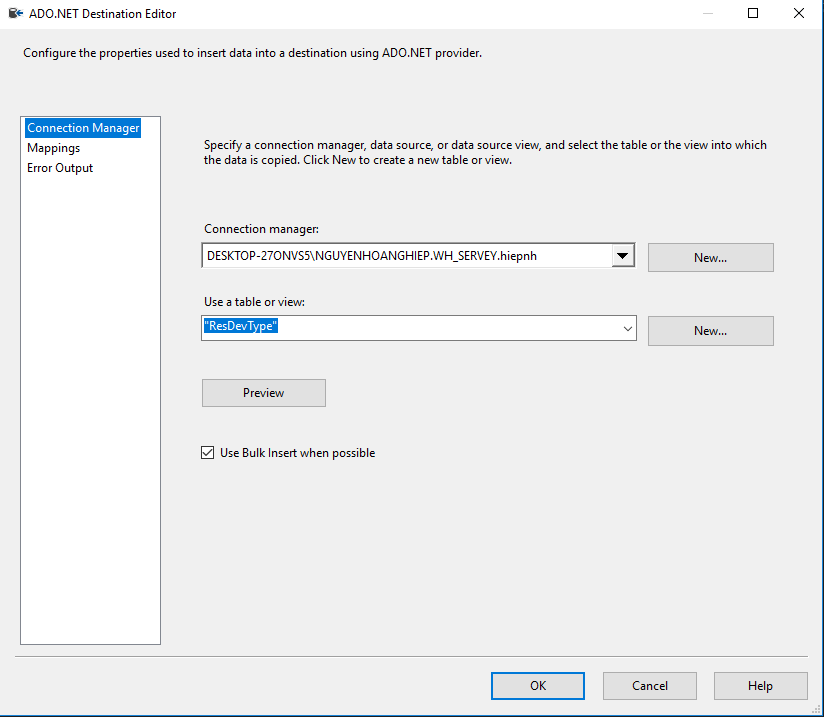 ADO.NET Destination Editor
Configure the properties used to insert data into a destination using ADO.NET provider.
Connection Manager
Mappings
Error Output
Specify a connection manager, data source, or data source view, and select the table or the view into which
the data is copied. Click New to create a new table or view.
Connection manager:
DESKTOP-27ONVS5\NGUYENHOANGHIEP.WH_SERVEY.hiepnh
New...
Use a table or view:
"ResDevType"
New...
Preview
Use Bulk Insert when possible
OK
Cancel
Help